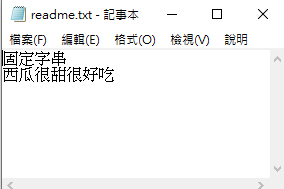 readme.txt - 記事本
檔案(F) 編輯(E) 格式(O) 檢視(V) 說明
固定字串
西瓜很甜很好吃